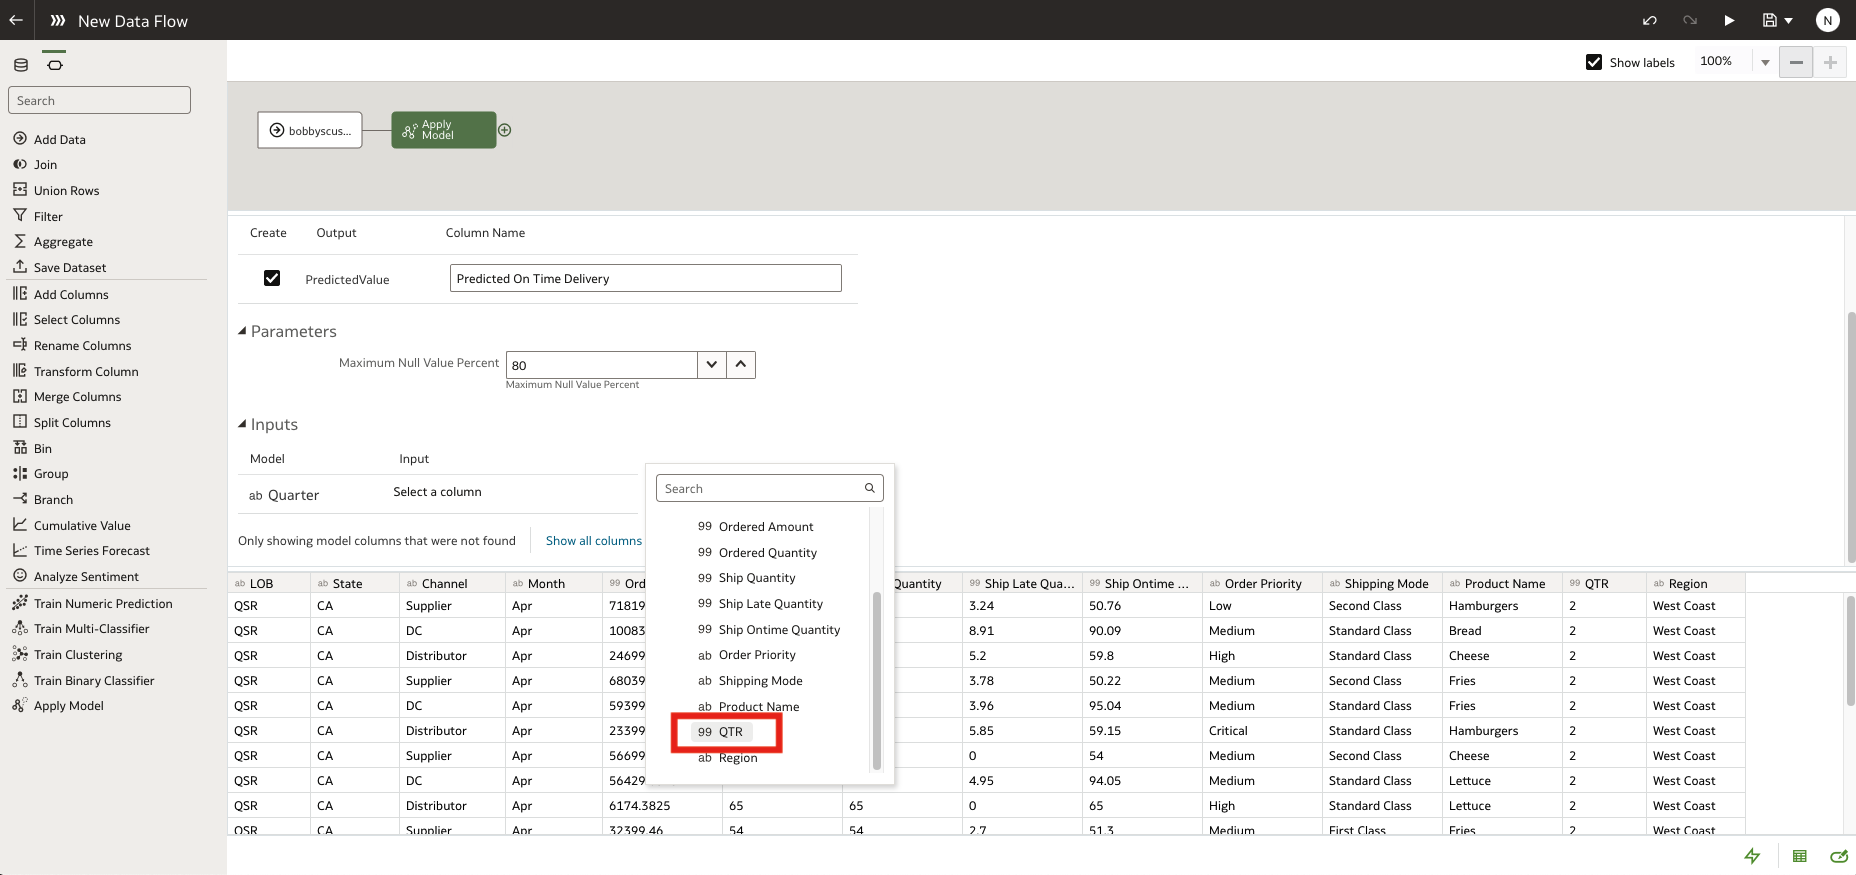 New Data Flow
N
Show labels
100%
Search
Add Data
Join
Union Rows
Filter
Aggregate
Save Dataset
Add Columns
Select Columns
Rename Columns
Transform Column
Merge Columns
Split Columns
Bin
Group
Branch
Cumulative Value
Time Series Forecast
Analyze Sentiment
Train Numeric Prediction
Train Multi-Classifier
Train Clustering
Train Binary Classifier
Apply Model
bobbyscus...
Apply
Model
Create Output Column Name
PredictedValue Predicted On Time Delivery
Parameters
Maximum Null Value Percent 80
Maximum Null Value Percent
Inputs
Model Input
ab Quarter Select a column
Only showing model columns that were not found Show all columns
Search
99 Ordered Amount
99 Ordered Quantity
99 Ship Quantity
99 Ship Late Quantity
99 Ship Ontime Quantity
ab Order Priority
ab Shipping Mode
ab Product Name
99 QTR
ab Region
ab LOB ab State ab Channel ab Month 99 Ord Quantity 99 Ship Late Qua... 99 Ship Ontime ... ab Order Priority ab Shipping Mode ab Product Name 99 QTR ab Region
QSR CA Supplier Apr 71819 3.24 50.76 Low Second Class Hamburgers 2 West Coast
QSR CA DC Apr 10083 8.91 90.09 Medium Standard Class Bread 2 West Coast
QSR CA Distributor Apr 24699 5.2 59.8 High Standard Class Cheese 2 West Coast
QSR CA Supplier Apr 68039 3.78 50.22 Medium Second Class Fries 2 West Coast
QSR CA DC Apr 59399 3.96 95.04 Medium Standard Class Fries 2 West Coast
QSR CA Distributor Apr 23399 5.85 59.15 Critical Standard Class Hamburgers 2 West Coast
QSR CA Supplier Apr 56699 0 54 Medium Second Class Cheese 2 West Coast
QSR CA DC Apr 56429 4.95 94.05 Medium Standard Class Lettuce 2 West Coast
QSR CA Distributor Apr 6174.3825 65 65 0 65 High Standard Class Lettuce 2 West Coast
QSR CA Supplier Apr 32399.46 54 54 2.7 51.3 Medium First Class Fries 2 West Coast